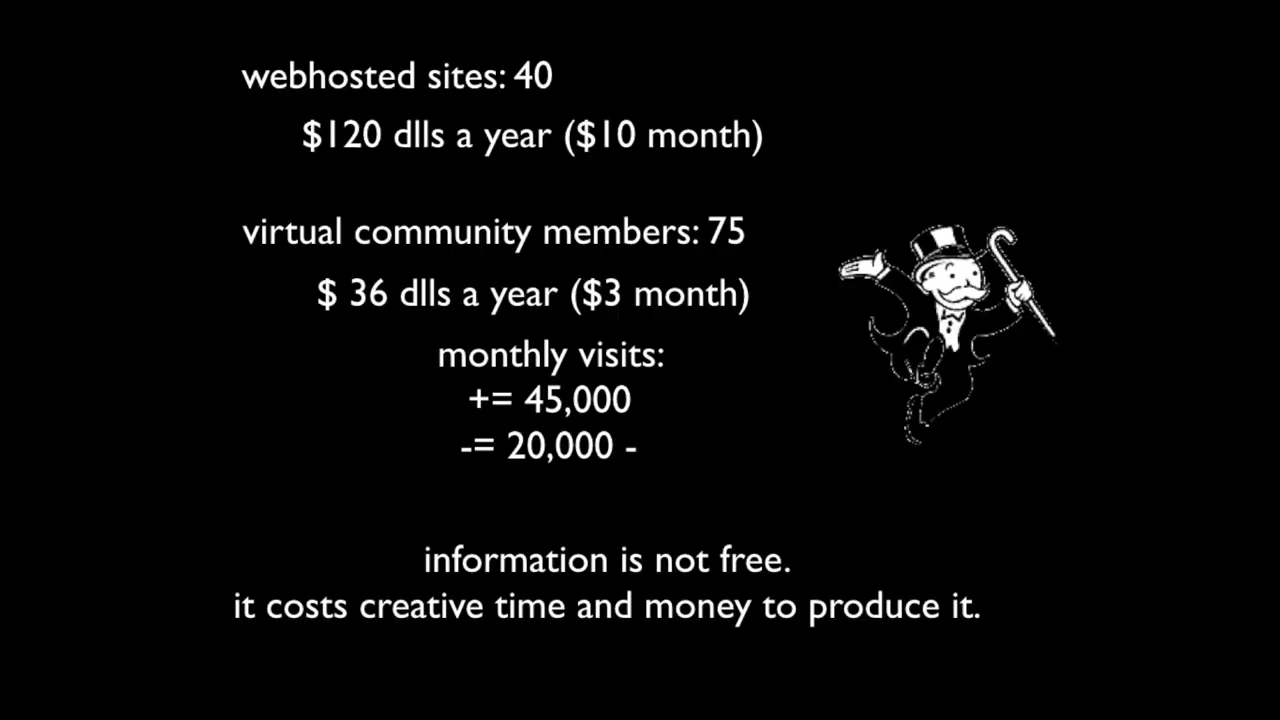 webhosted sites: 40
$120 dlls a year ($10 month)
virtual community members: 75
$ 36 dlls a year ($3 month)
monthly visits:
+= 45,000
-= 20,000 -
information is not free.
it costs creative time and money to produce it.